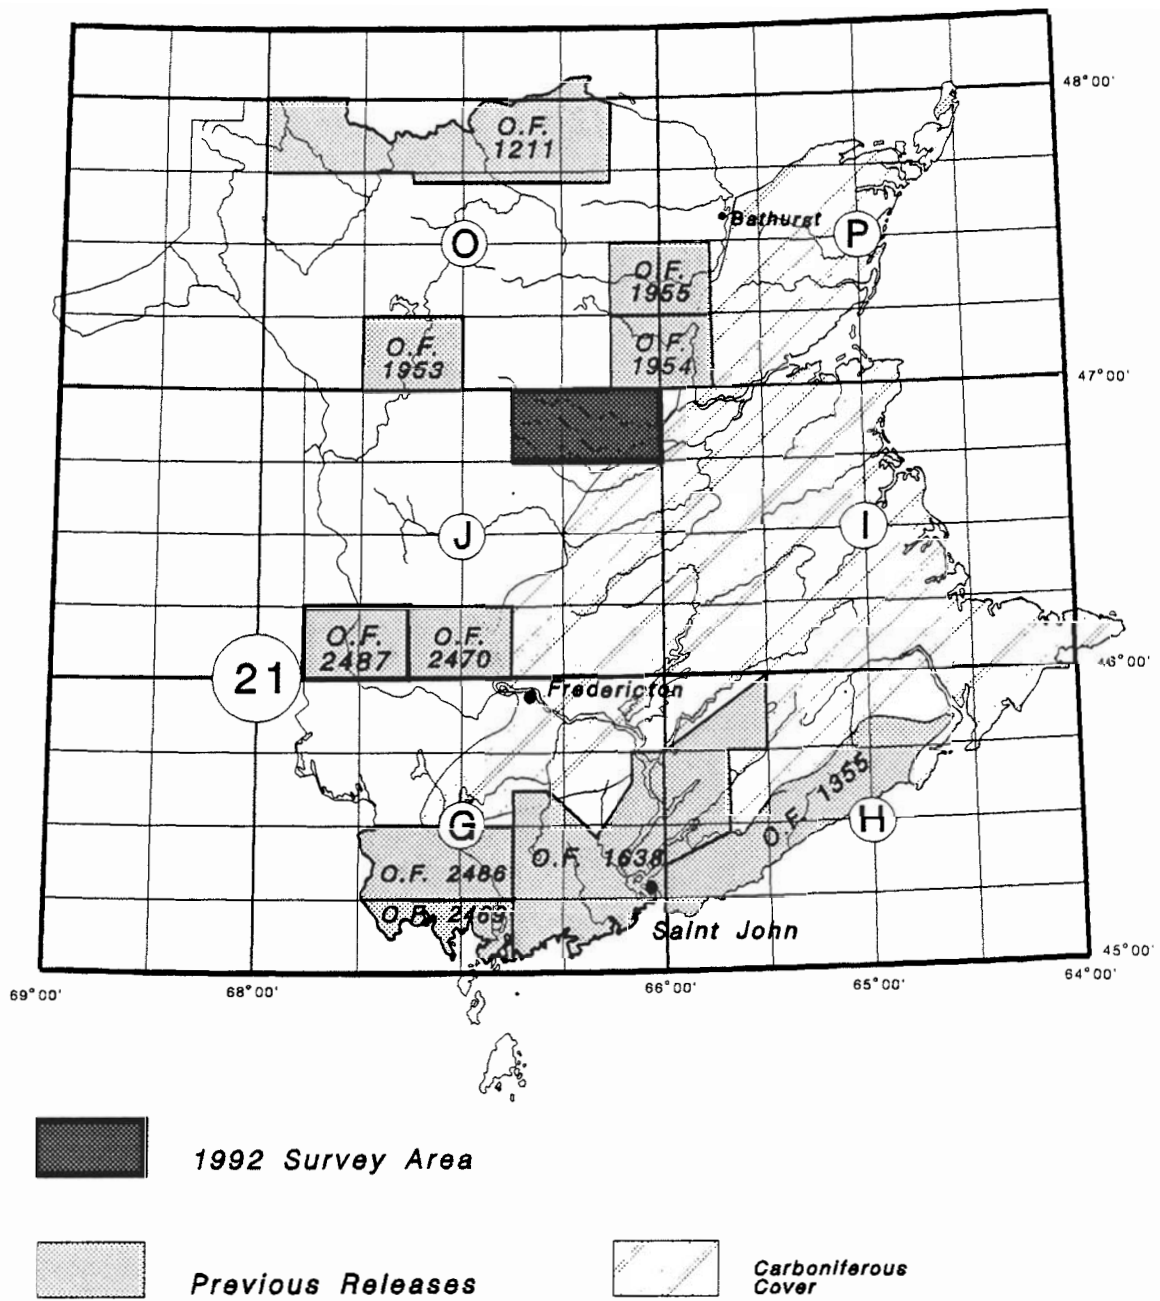 48°00'
O.F.
1211
Bathurst
P
O
O.F.
1955
O.F.
1954
O.F.
1953
47°00'
J
I
O.F.
2487
O.F.
2470
21
46°00'
Fredericton
O.F. 1355
G
H
O.F. 1638
O.F. 2486
O.F. 2469
Saint John
45°00'
69°00'
68°00'
66°00'
65°00'
64°00'
1992 Survey Area
Previous Releases
Carboniferous
Cover